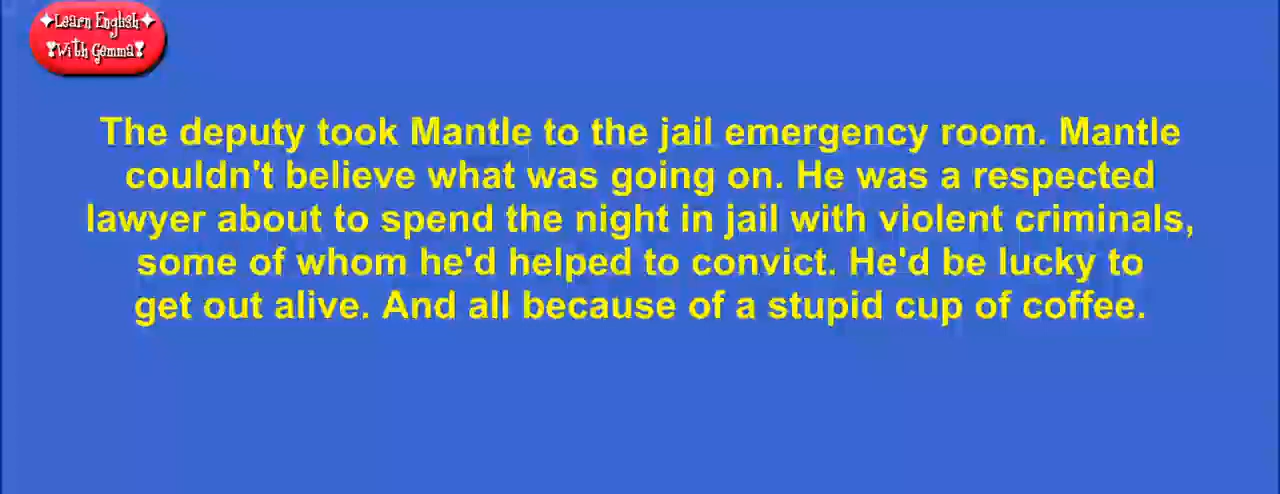 ✦Learn English✦
❣With Gemma❣
The deputy took Mantle to the jail emergency room. Mantle
couldn't believe what was going on. He was a respected
lawyer about to spend the night in jail with violent criminals,
some of whom he'd helped to convict. He'd be lucky to
get out alive. And all because of a stupid cup of coffee.